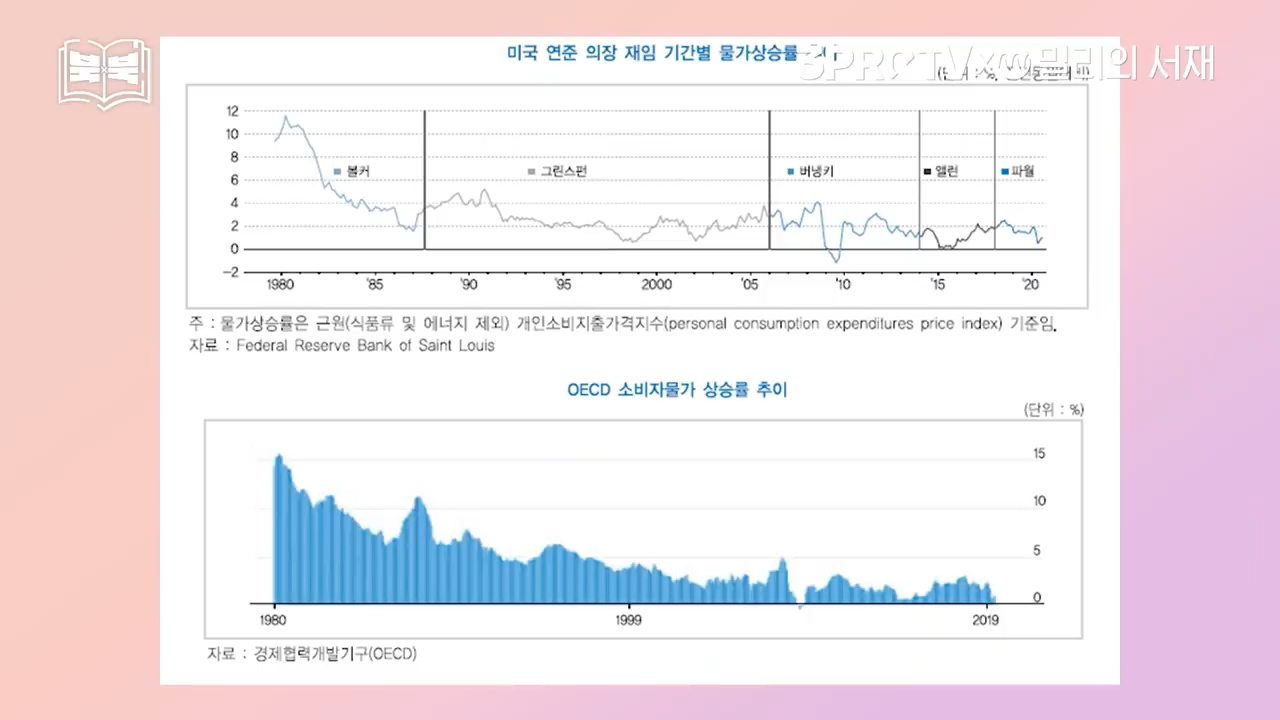 미국 연준 의장 재임 기간별 물가상승률
3PROTV 밀리의 서재
12
10
8
6
4
2
0
-2
볼커
그린스펀
버냉키
앨런
파월
1980 '85 '90 '95 2000 '05 '10 '15 '20
주 : 물가상승률은 근원(식품류 및 에너지 제외) 개인소비지출가격지수(personal consumption expenditures price index) 기준임.
자료 : Federal Reserve Bank of Saint Louis
OECD 소비자물가 상승률 추이
(단위 : %)
15
10
5
0
1980 1999 2019
자료 : 경제협력개발기구(OECD)